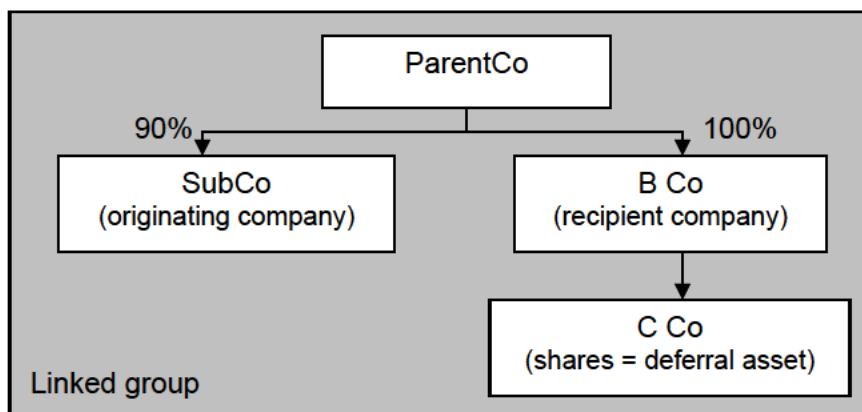 ParentCo
90%
100%
SubCo
(originating company)
B Co
(recipient company)
C Co
(shares = deferral asset)
Linked group